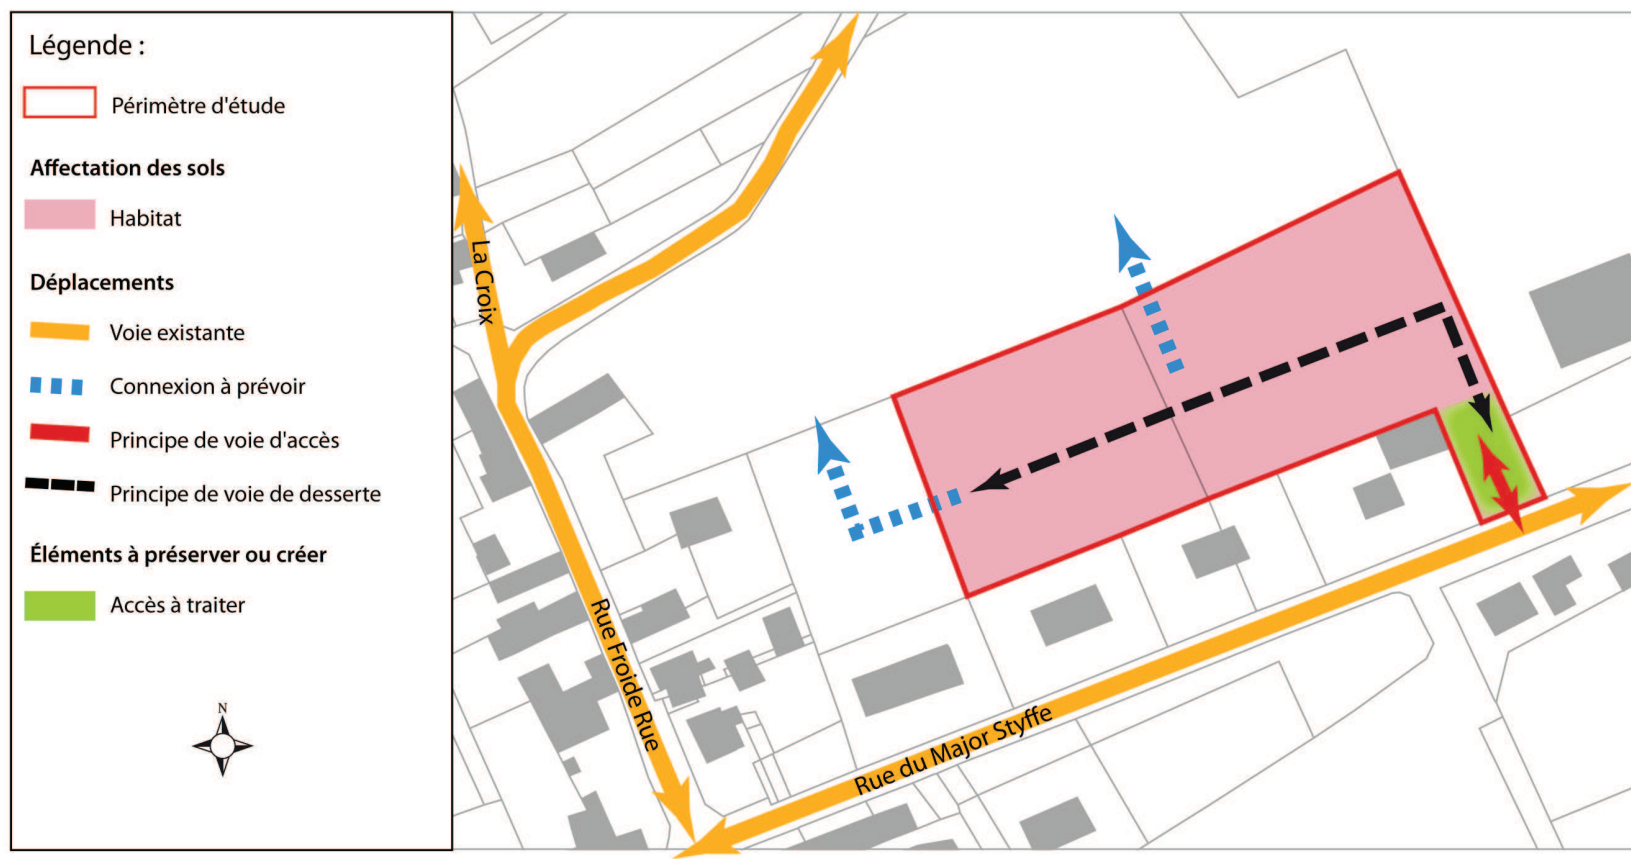 Légende :
Périmètre d'étude
Affectation des sols
Habitat
Déplacements
Voie existante
Connexion à prévoir
Principe de voie d'accès
Principe de voie de desserte
Éléments à préserver ou créer
Accès à traiter
N
La Croix
Rue Froide Rue
Rue du Major Styffe